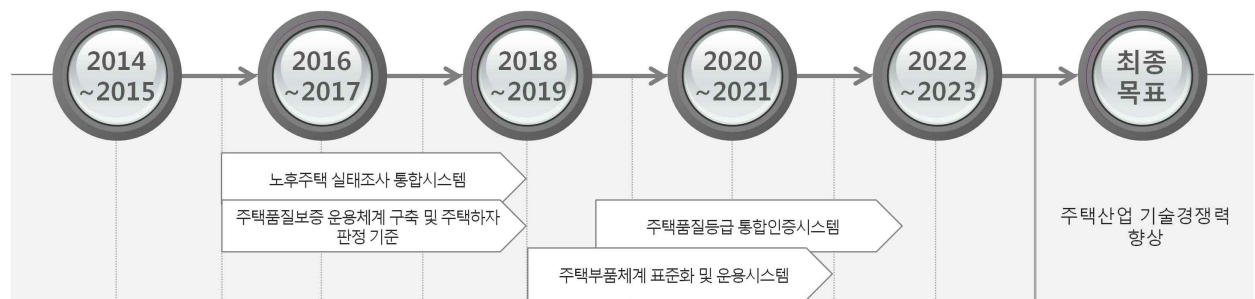 2014
~2015
2016
~2017
2018
~2019
2020
~2021
2022
~2023
최종
목표
노후주택 실태조사 통합시스템
주택품질보증 운용체계 구축 및 주택하자
판정 기준
주택품질등급 통합인증시스템
주택부품체계 표준화 및 운용시스템
주택산업 기술경쟁력
향상